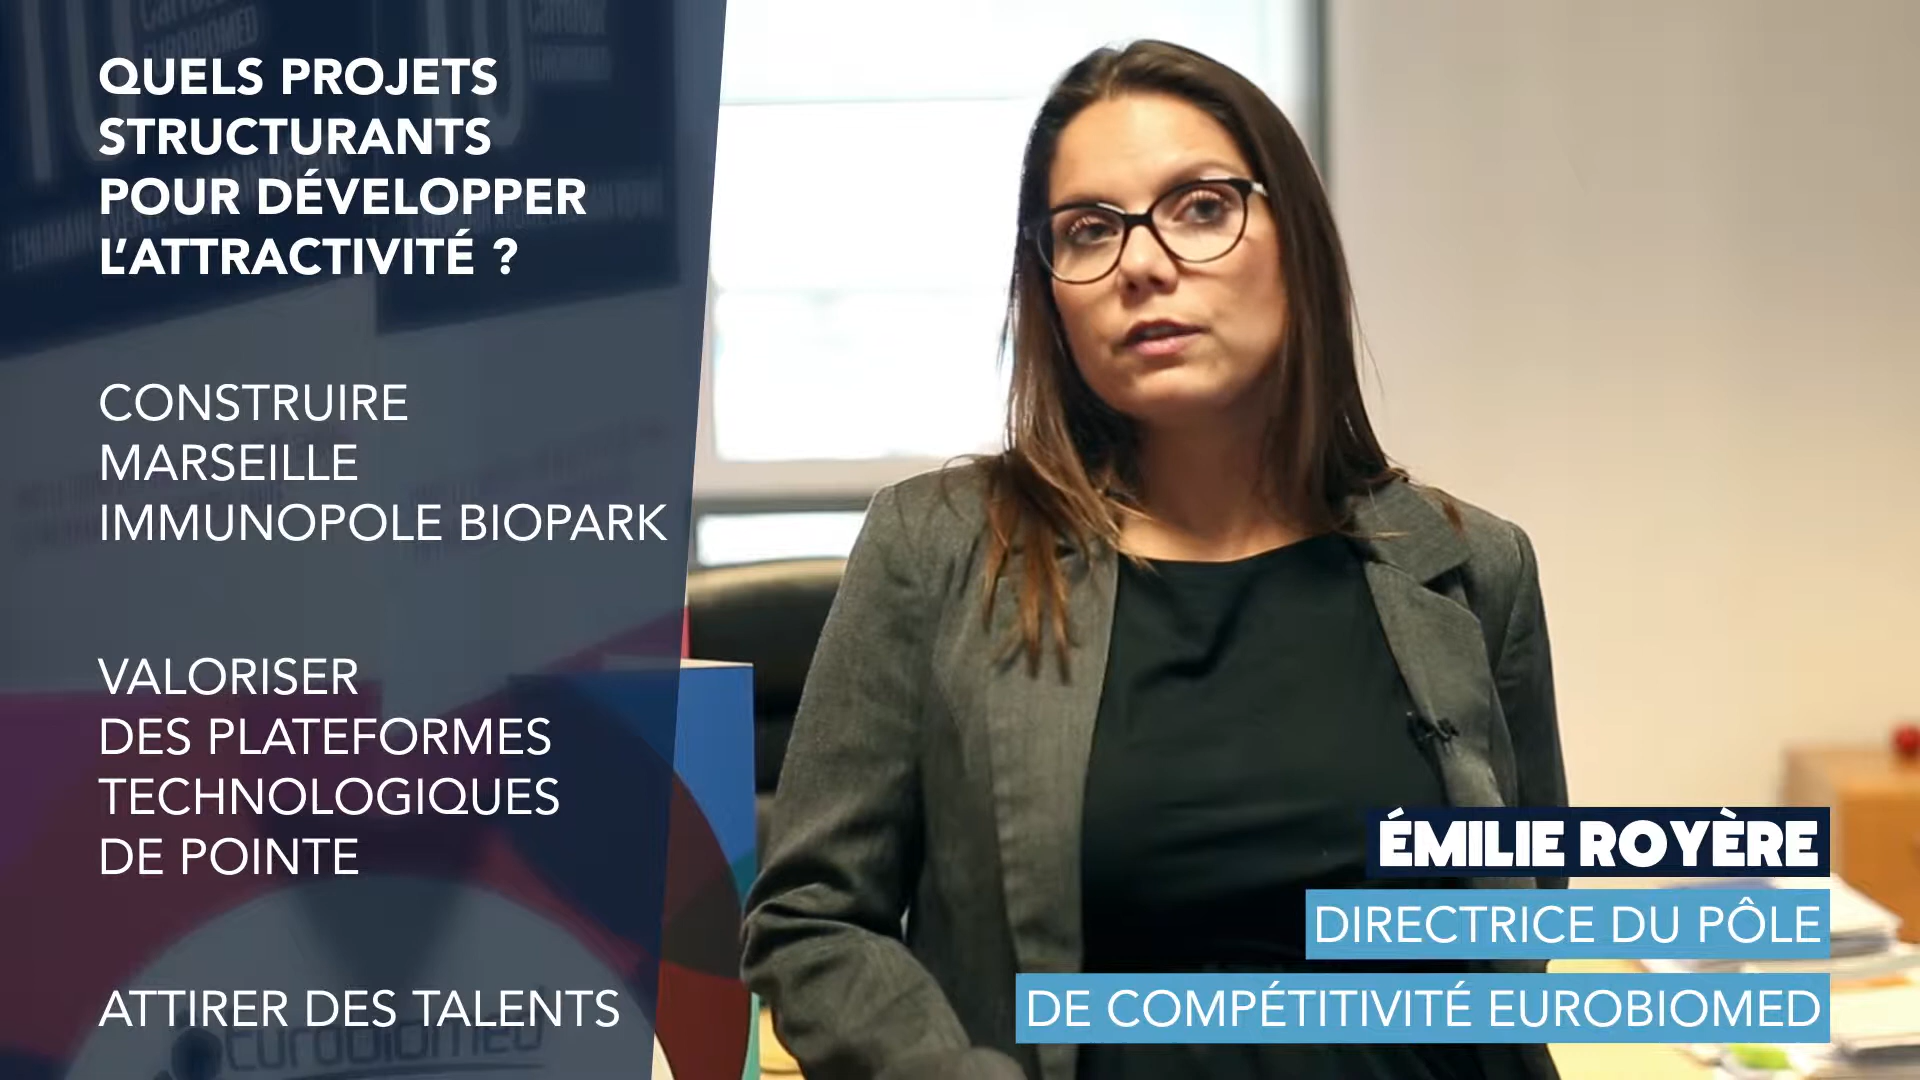 QUELS PROJETS
STRUCTURANTS
POUR DÉVELOPPER
L'ATTRACTIVITÉ ?
CONSTRUIRE
MARSEILLE
IMMUNOPOLE BIOPARK
VALORISER
DES PLATEFORMES
TECHNOLOGIQUES
DE POINTE
ATTIRER DES TALENTS
eurobiomed
ÉMILIE ROYÈRE
DIRECTRICE DU PÔLE
DE COMPÉTITIVITÉ EUROBIOMED